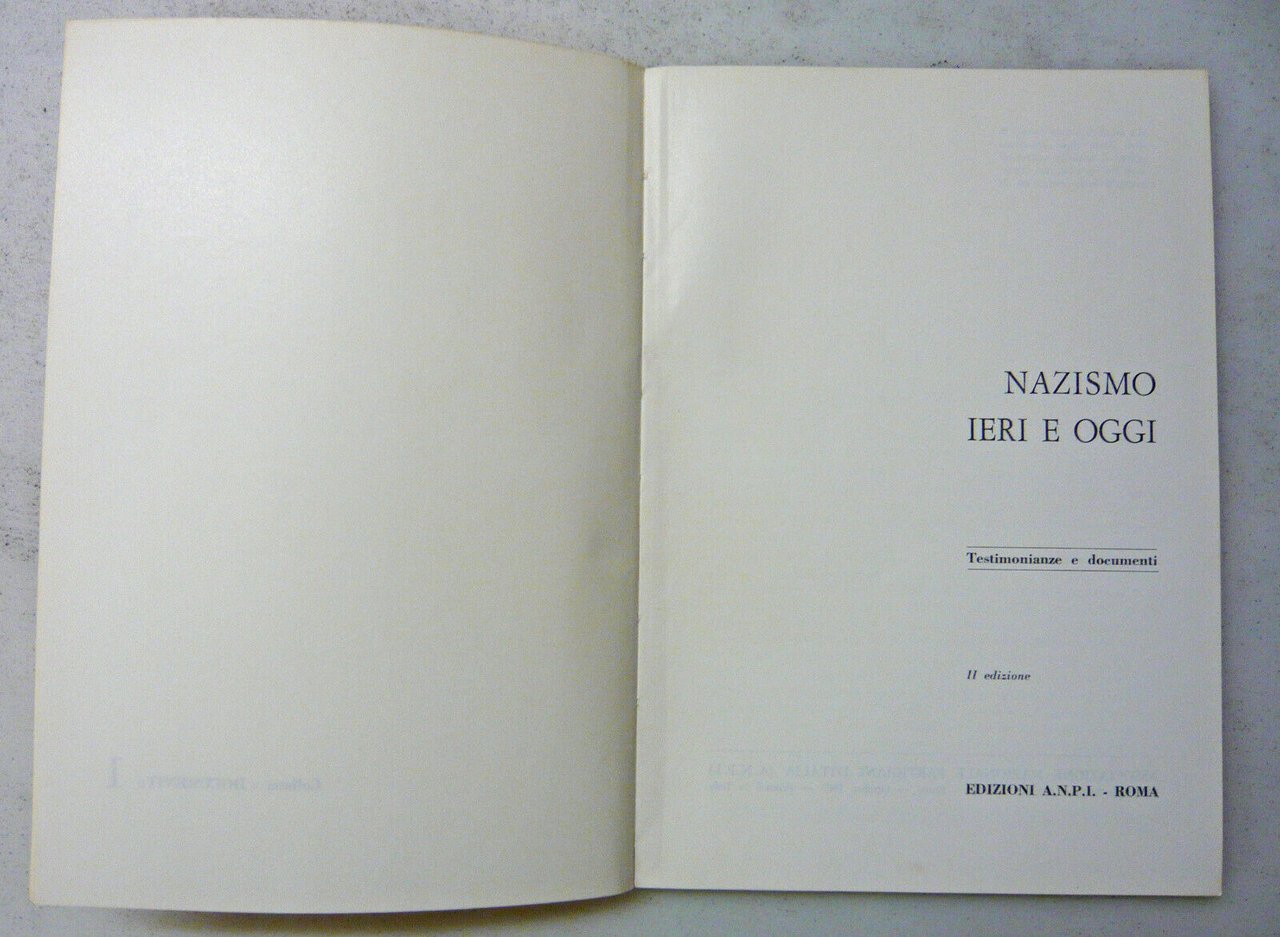 NAZISMO
IERI E OGGI
Testimonianze e documenti
II edizione
EDIZIONI A.N.P.I. - ROMA